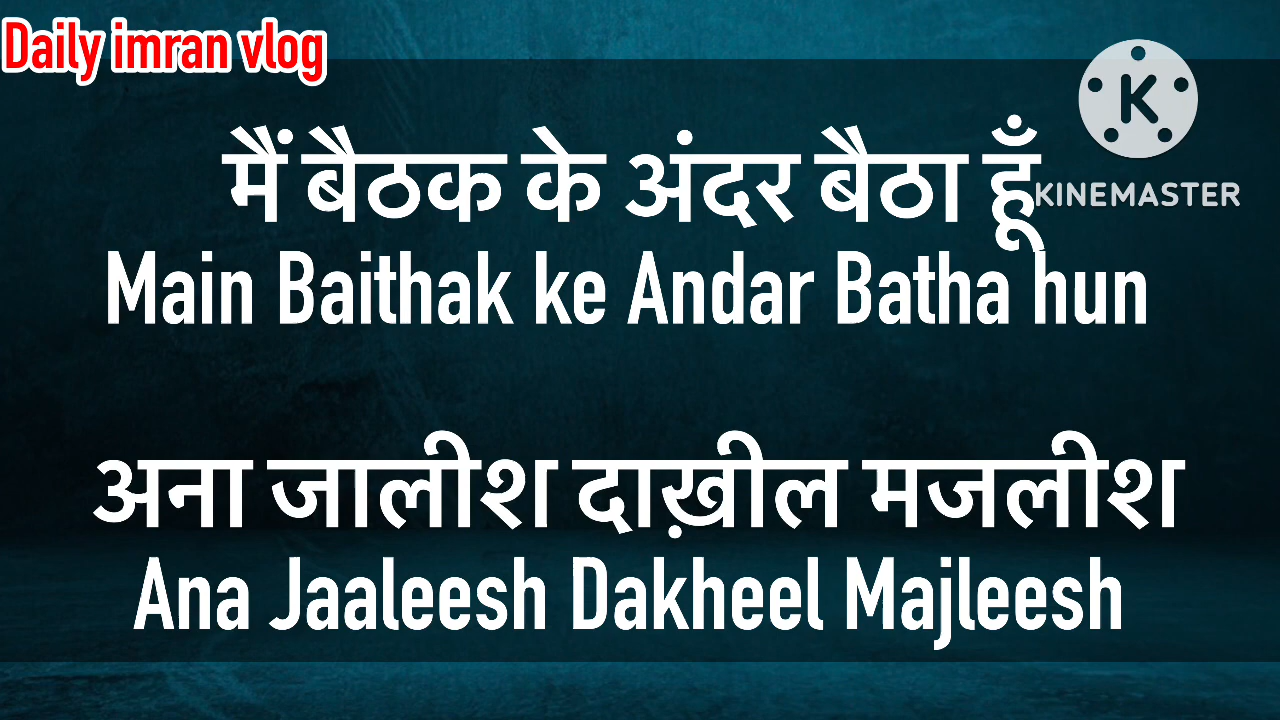 Daily imran vlog
K
KINEMASTER
मैं बैठक के अंदर बैठा हूँ
Main Baithak ke Andar Batha hun
अना जालीश दाख़ील मजलीश
Ana Jaaleesh Dakheel Majleesh